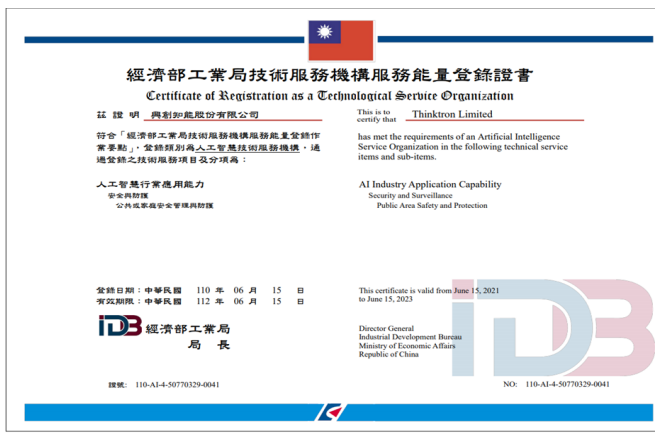 經濟部工業局技術服務機構服務能量登錄證書
Certificate of Registration as a Technological Service Organization
茲 證 明 興創知能股份有限公司
符合「經濟部工業局技術服務機構服務能量登錄作
業要點」，登錄類別為人工智慧技術服務機構，通
過登錄之技術服務項目及分項為：
人工智慧行業應用能力
安全與防護
公共或家庭安全管理與防護
This is to
certify that Thinktron Limited
has met the requirements of an Artificial Intelligence
Service Organization in the following technical service
items and sub-items.
AI Industry Application Capability
Security and Surveillance
Public Area Safety and Protection
登錄日期：中華民國 110 年 06 月 15 日
有效期限：中華民國 112 年 06 月 15 日
This certificate is valid from June 15, 2021
to June 15, 2023
IDB 經濟部工業局
局 長
Director General
Industrial Development Bureau
Ministry of Economic Affairs
Republic of China
iDB
證號: 110-AI-4-50770329-0041
NO: 110-AI-4-50770329-0041